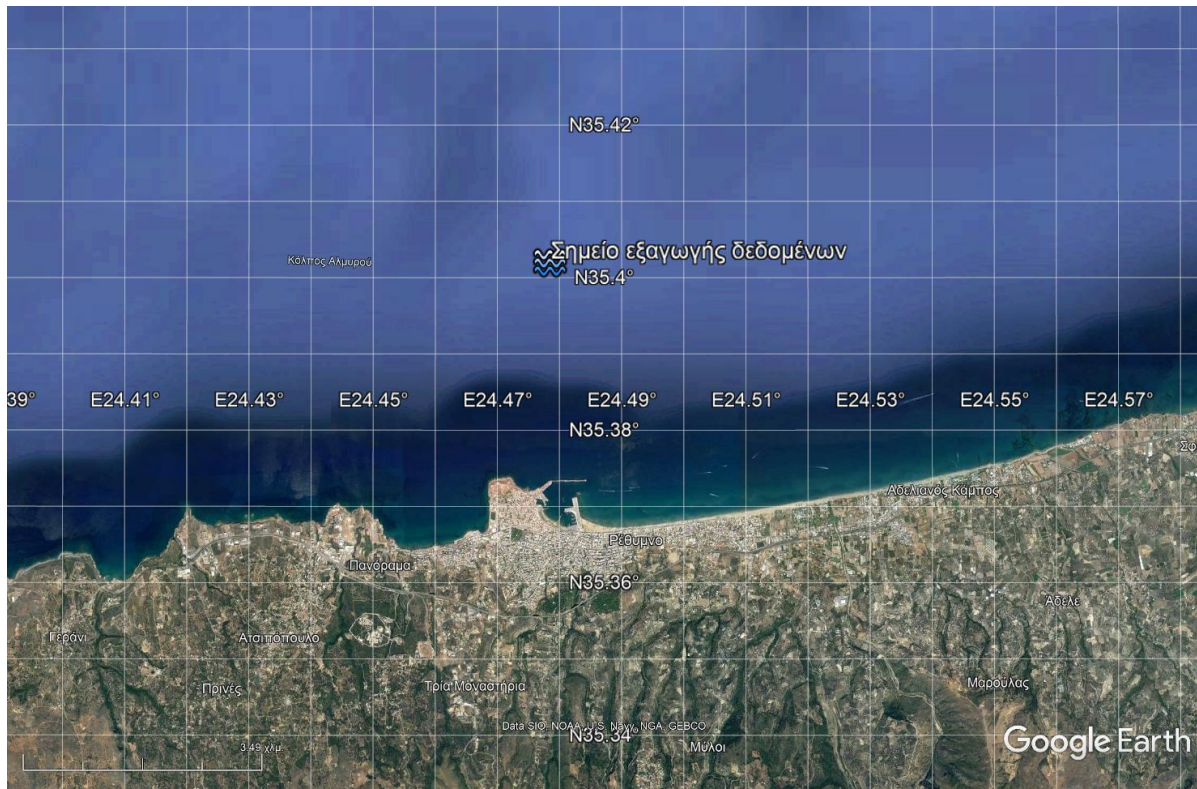 N35.42°
Σημείο εξαγωγής δεδομένων
Κόλπος Αλμυρού
N35.4°
39° E24.41° E24.43° E24.45° E24.47° E24.49° E24.51° E24.53° E24.55° E24.57°
N35.38°
Σφ
Αδελιανός Κάμπος
Ρέθυμνο
Πανόραμα
N35.36°
Άδελε
Γεράνι
Ατσιπόπουλο
Μαρουλάς
Πρινές
Τρία Μοναστήρια
Data SIO, NOAA, U.S. Navy, NGA, GEBCO
N35.34°
Μύλοι
Google Earth
3.49 χλμ.